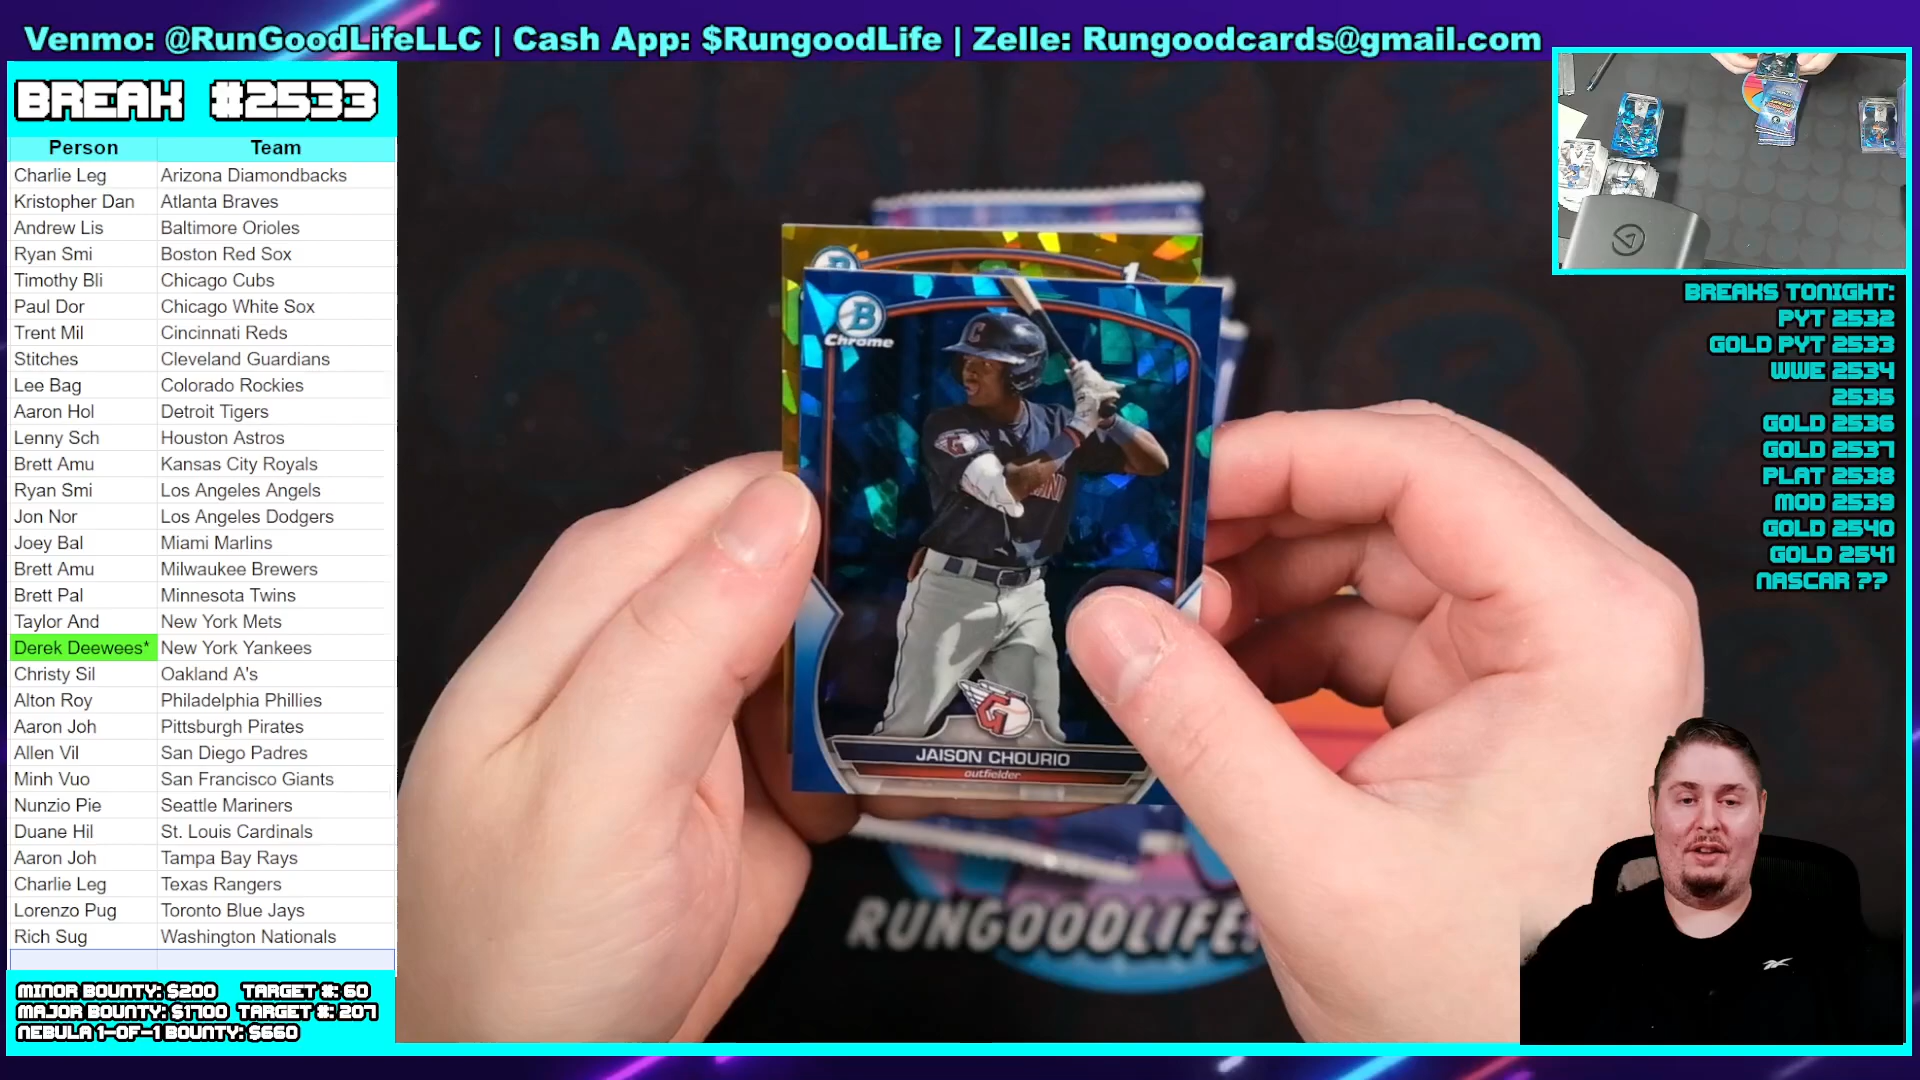 Venmo: @RunGoodLifeLLC | Cash App: $RungoodLife | Zelle: Rungoodcards@gmail.com
BREAK #2533
Person Team
Charlie Leg Arizona Diamondbacks
Kristopher Dan Atlanta Braves
Andrew Lis Baltimore Orioles
Ryan Smi Boston Red Sox
Timothy Bli Chicago Cubs
Paul Dor Chicago White Sox
Trent Mil Cincinnati Reds
Stitches Cleveland Guardians
Lee Bag Colorado Rockies
Aaron Hol Detroit Tigers
Lenny Sch Houston Astros
Brett Amu Kansas City Royals
Ryan Smi Los Angeles Angels
Jon Nor Los Angeles Dodgers
Joey Bal Miami Marlins
Brett Amu Milwaukee Brewers
Brett Pal Minnesota Twins
Taylor And New York Mets
Derek Deewees* New York Yankees
Christy Sil Oakland A's
Alton Roy Philadelphia Phillies
Aaron Joh Pittsburgh Pirates
Allen Vil San Diego Padres
Minh Vuo San Francisco Giants
Nunzio Pie Seattle Mariners
Duane Hil St. Louis Cardinals
Aaron Joh Tampa Bay Rays
Charlie Leg Texas Rangers
Lorenzo Pug Toronto Blue Jays
Rich Sug Washington Nationals
MINOR BOUNTY: $200 TARGET #: 60
MAJOR BOUNTY: $1700 TARGET #: 207
NEBULA 1-OF-1 BOUNTY: $660
1
B
Chrome
C
G
JAISON CHOURIO
outfielder
RUNGOODLIFE
BREAKS TONIGHT:
PYT 2532
GOLD PYT 2533
WWE 2534
2535
GOLD 2536
GOLD 2537
PLAT 2538
MOD 2539
GOLD 2540
GOLD 2541
NASCAR ??